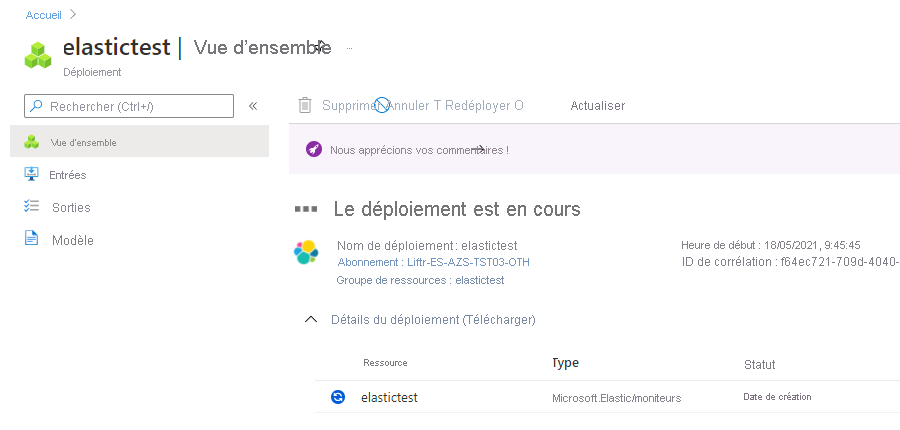 Accueil
elastictest | Vue d'ensemble ...
Déploiement
Rechercher (Ctrl+/) «
Supprimer Annuler T Redéployer O Actualiser
Vue d'ensemble
Nous apprécions vos commentaires !
Entrées
Sorties
Modèle
Le déploiement est en cours
Nom de déploiement : elastictest
Abonnement : Liftr-ES-AZS-TST03-OTH
Groupe de ressources : elastictest
Heure de début : 18/05/2021, 9:45:45
ID de corrélation : f64ec721-709d-4040-
Détails du déploiement (Télécharger)
Ressource Type Statut
elastictest Microsoft.Elastic/moniteurs Date de création